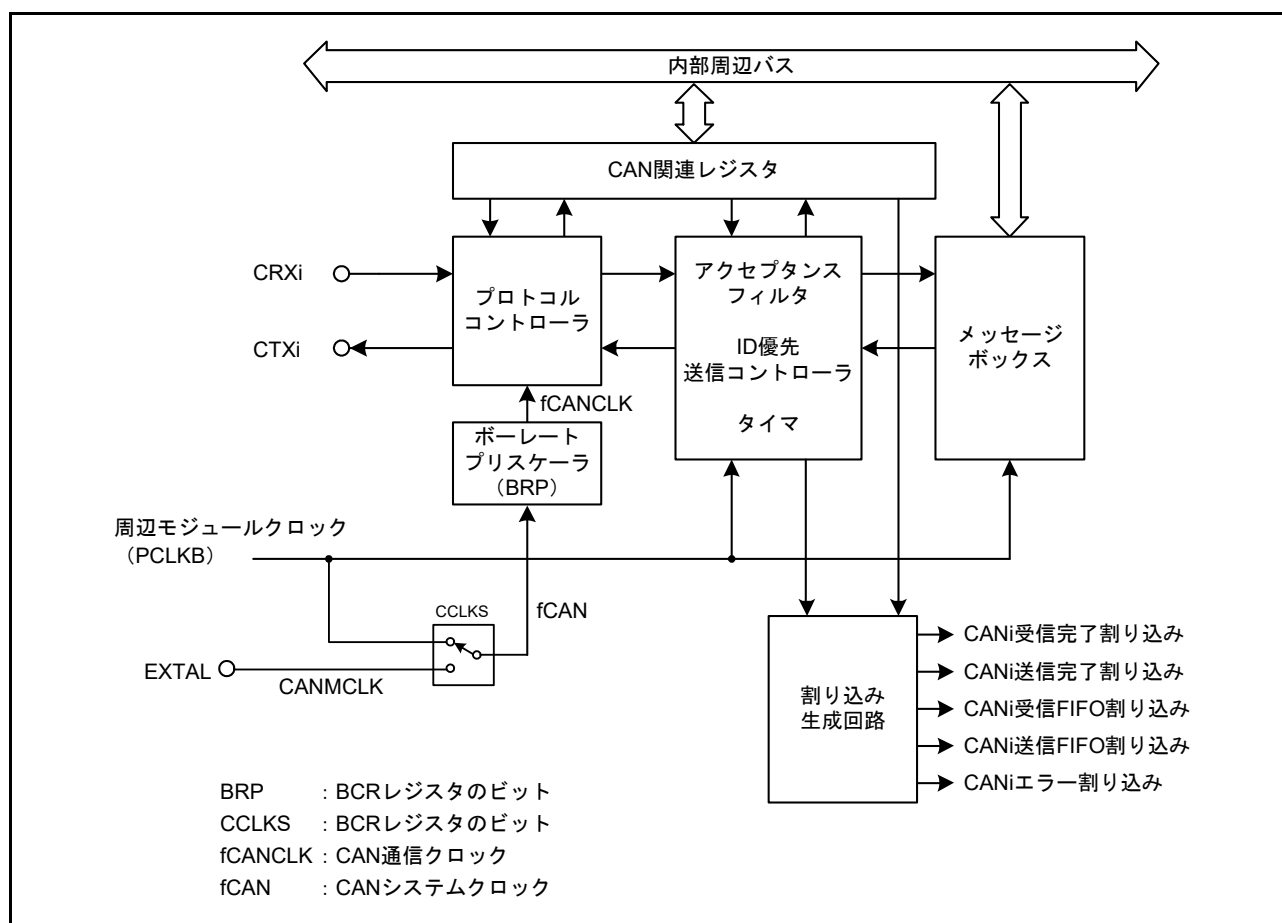 内部周辺バス
CAN関連レジスタ
CRXi
CTXi
プロトコル
コントローラ
アクセプタンス
フィルタ
ID優先
送信コントローラ
タイマ
メッセージ
ボックス
fCANCLK
ボーレート
プリスケーラ
（BRP）
周辺モジュールクロック
（PCLKB）
CCLKS
fCAN
EXTAL
CANMCLK
割り込み
生成回路
CANi受信完了割り込み
CANi送信完了割り込み
CANi受信FIFO割り込み
CANi送信FIFO割り込み
CANiエラー割り込み
BRP ：BCRレジスタのビット
CCLKS ：BCRレジスタのビット
fCANCLK ：CAN通信クロック
fCAN ：CANシステムクロック